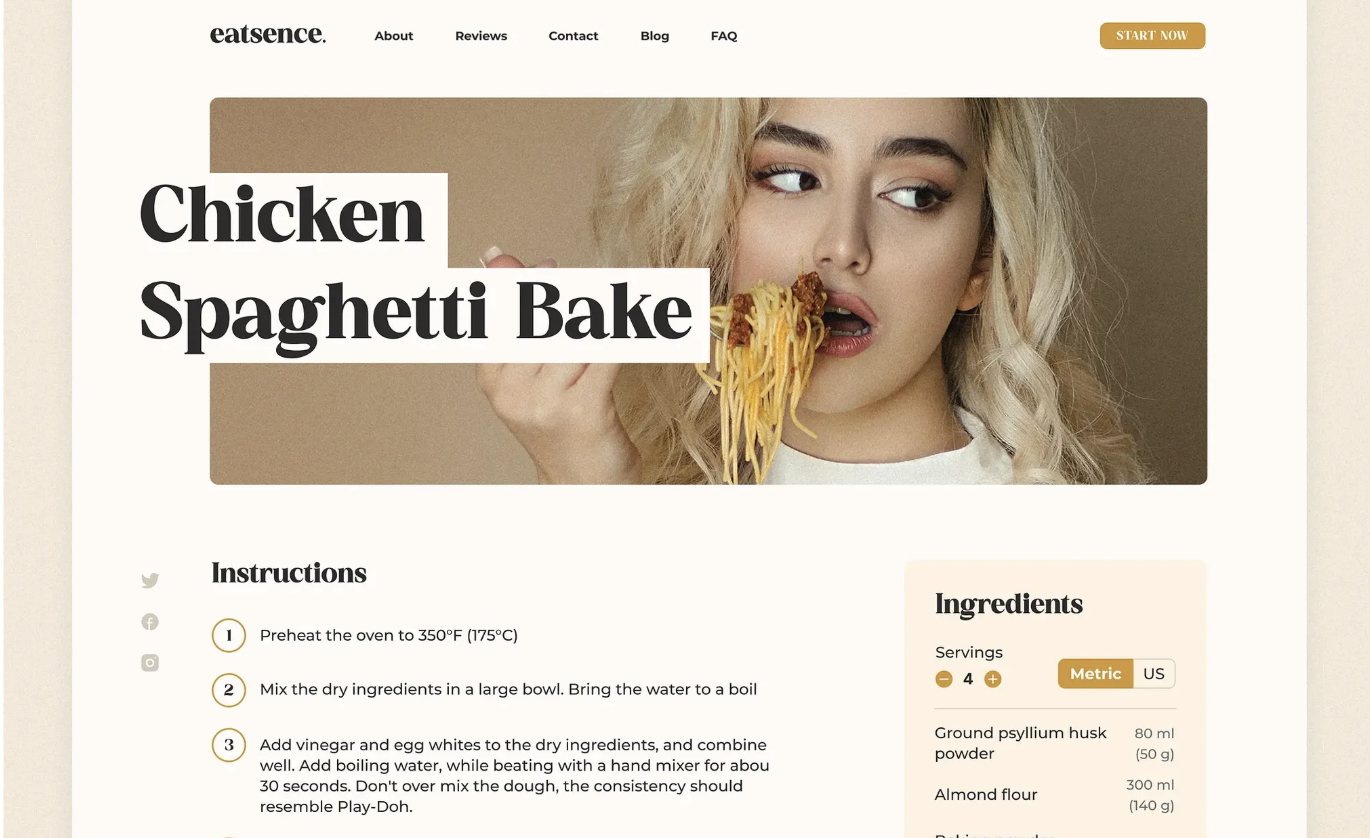 eatsence.
About
Reviews
Contact
Blog
FAQ
START NOW
Chicken
Spaghetti Bake
Instructions
1
Preheat the oven to 350°F (175°C)
2
Mix the dry ingredients in a large bowl. Bring the water to a boil
3
Add vinegar and egg whites to the dry ingredients, and combine
well. Add boiling water, while beating with a hand mixer for abou
30 seconds. Don't over mix the dough, the consistency should
resemble Play-Doh.
Ingredients
Servings
4
Metric
US
Ground psyllium husk
powder
80 ml
(50 g)
Almond flour
300 ml
(140 g)